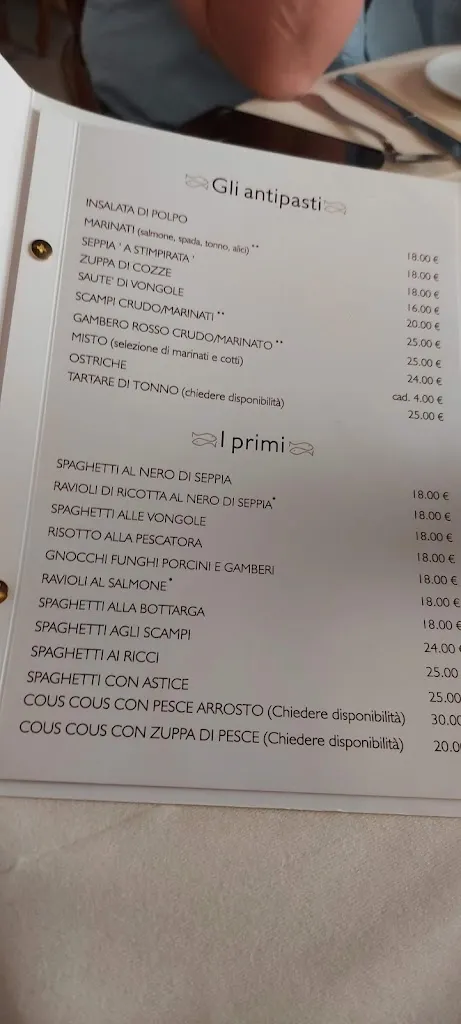 Gli antipasti
INSALATA DI POLPO 18.00 €
MARINATI (salmone, spada, tonno, alici) ** 18.00 €
SEPPIA ' A STIMPIRATA ' 18.00 €
ZUPPA DI COZZE 16.00 €
SAUTE' DI VONGOLE 20.00 €
SCAMPI CRUDO/MARINATI ** 25.00 €
GAMBERO ROSSO CRUDO/MARINATO ** 25.00 €
MISTO (selezione di marinati e cotti) 24.00 €
OSTRICHE cad. 4.00 €
TARTARE DI TONNO (chiedere disponibilità) 25.00 €
I primi
SPAGHETTI AL NERO DI SEPPIA 18.00 €
RAVIOLI DI RICOTTA AL NERO DI SEPPIA* 18.00 €
SPAGHETTI ALLE VONGOLE 18.00 €
RISOTTO ALLA PESCATORA 18.00 €
GNOCCHI FUNGHI PORCINI E GAMBERI 18.00 €
RAVIOLI AL SALMONE* 18.00 €
SPAGHETTI ALLA BOTTARGA 18.00 €
SPAGHETTI AGLI SCAMPI 24.00 €
SPAGHETTI AI RICCI 25.00
SPAGHETTI CON ASTICE 25.00
COUS COUS CON PESCE ARROSTO (Chiedere disponibilità) 30.00
COUS COUS CON ZUPPA DI PESCE (Chiedere disponibilità) 20.0